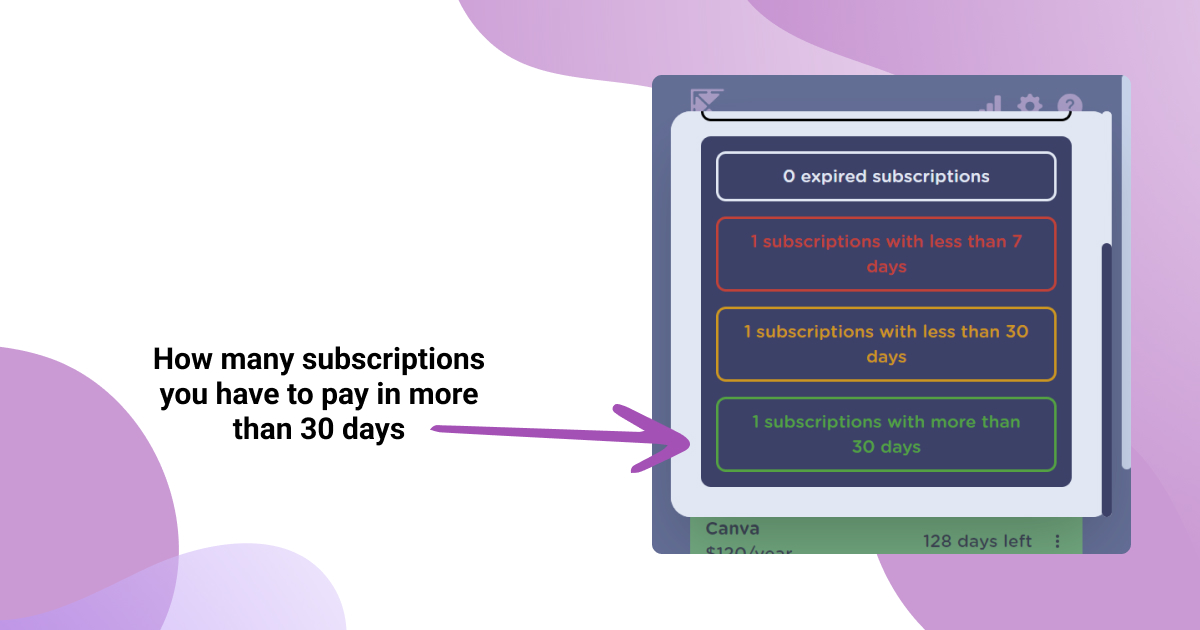 How many subscriptions
you have to pay in more
than 30 days
?
0 expired subscriptions
1 subscriptions with less than 7
days
1 subscriptions with less than 30
days
1 subscriptions with more than
30 days
Canva
128 days left
$120/year